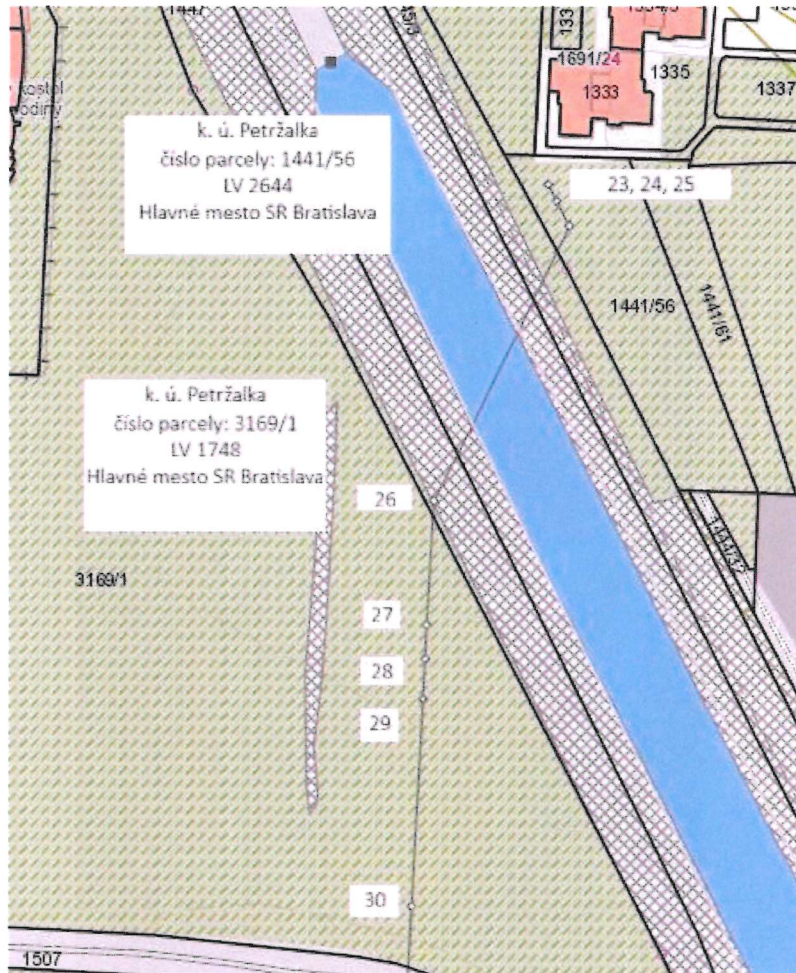 1447
133
1691/24
1335
1333
1337
k. ú. Petržalka
číslo parcely: 1441/56
LV 2644
Hlavné mesto SR Bratislava
23, 24, 25
1441/56
1441/61
k. ú. Petržalka
číslo parcely: 3169/1
LV 1748
Hlavné mesto SR Bratislava
26
3169/1
27
28
29
30
1507